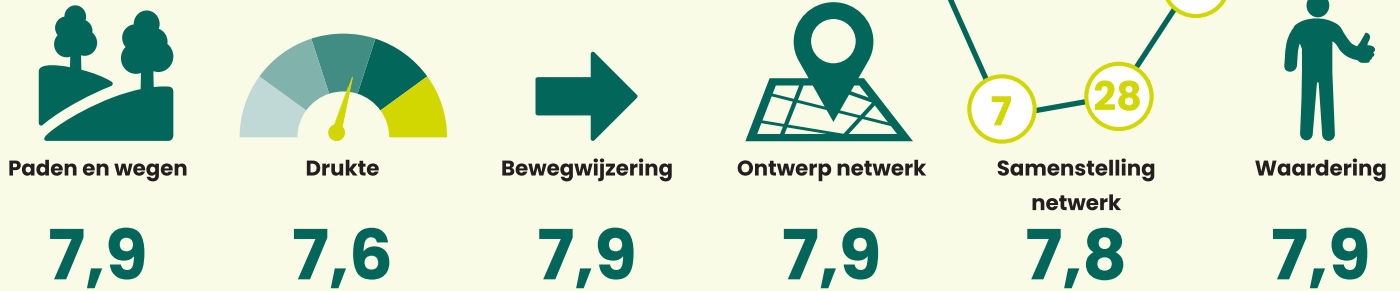 7
28
Paden en wegen
Drukte
Bewegwijzering
Ontwerp netwerk
Samenstelling
netwerk
Waardering
7,9
7,6
7,9
7,9
7,8
7,9